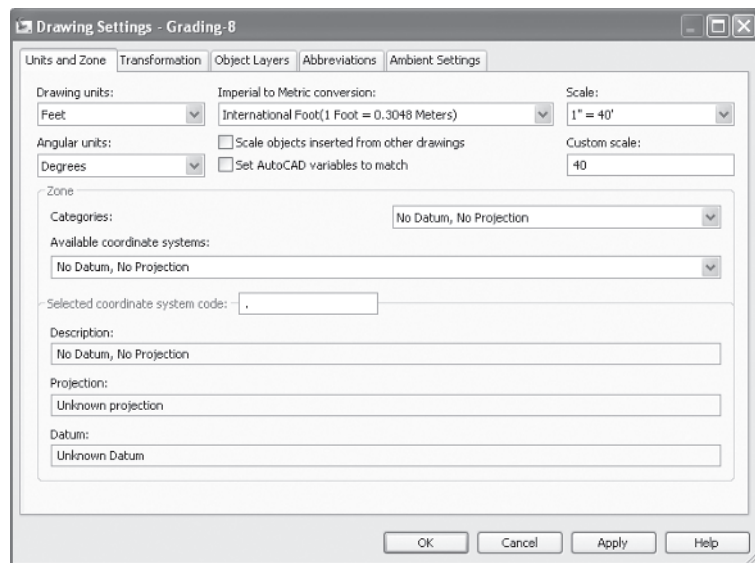 Drawing Settings - Grading-8
Units and Zone Transformation Object Layers Abbreviations Ambient Settings
Drawing units: Imperial to Metric conversion: Scale:
Feet International Foot(1 Foot = 0.3048 Meters) 1" = 40'
Angular units: Scale objects inserted from other drawings Custom scale:
Degrees Set AutoCAD variables to match 40
Zone
Categories: No Datum, No Projection
Available coordinate systems:
No Datum, No Projection
Selected coordinate system code: .
Description:
No Datum, No Projection
Projection:
Unknown projection
Datum:
Unknown Datum
OK Cancel Apply Help